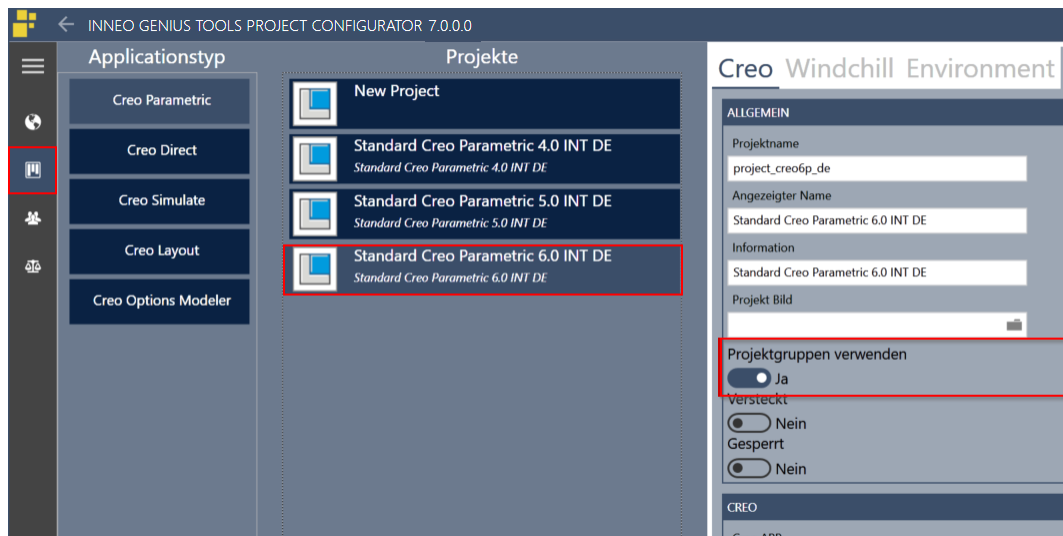 INNEO GENIUS TOOLS PROJECT CONFIGURATOR 7.0.0.0
Applicationstyp
Creo Parametric
Creo Direct
Creo Simulate
Creo Layout
Creo Options Modeler
Projekte
New Project
Standard Creo Parametric 4.0 INT DE
Standard Creo Parametric 4.0 INT DE
Standard Creo Parametric 5.0 INT DE
Standard Creo Parametric 5.0 INT DE
Standard Creo Parametric 6.0 INT DE
Standard Creo Parametric 6.0 INT DE
Creo Windchill Environment
ALLGEMEIN
Projektname
project_creo6p_de
Angezeigter Name
Standard Creo Parametric 6.0 INT DE
Information
Standard Creo Parametric 6.0 INT DE
Projekt Bild
Projektgruppen verwenden
Ja
Versteckt
Nein
Gesperrt
Nein
CREO